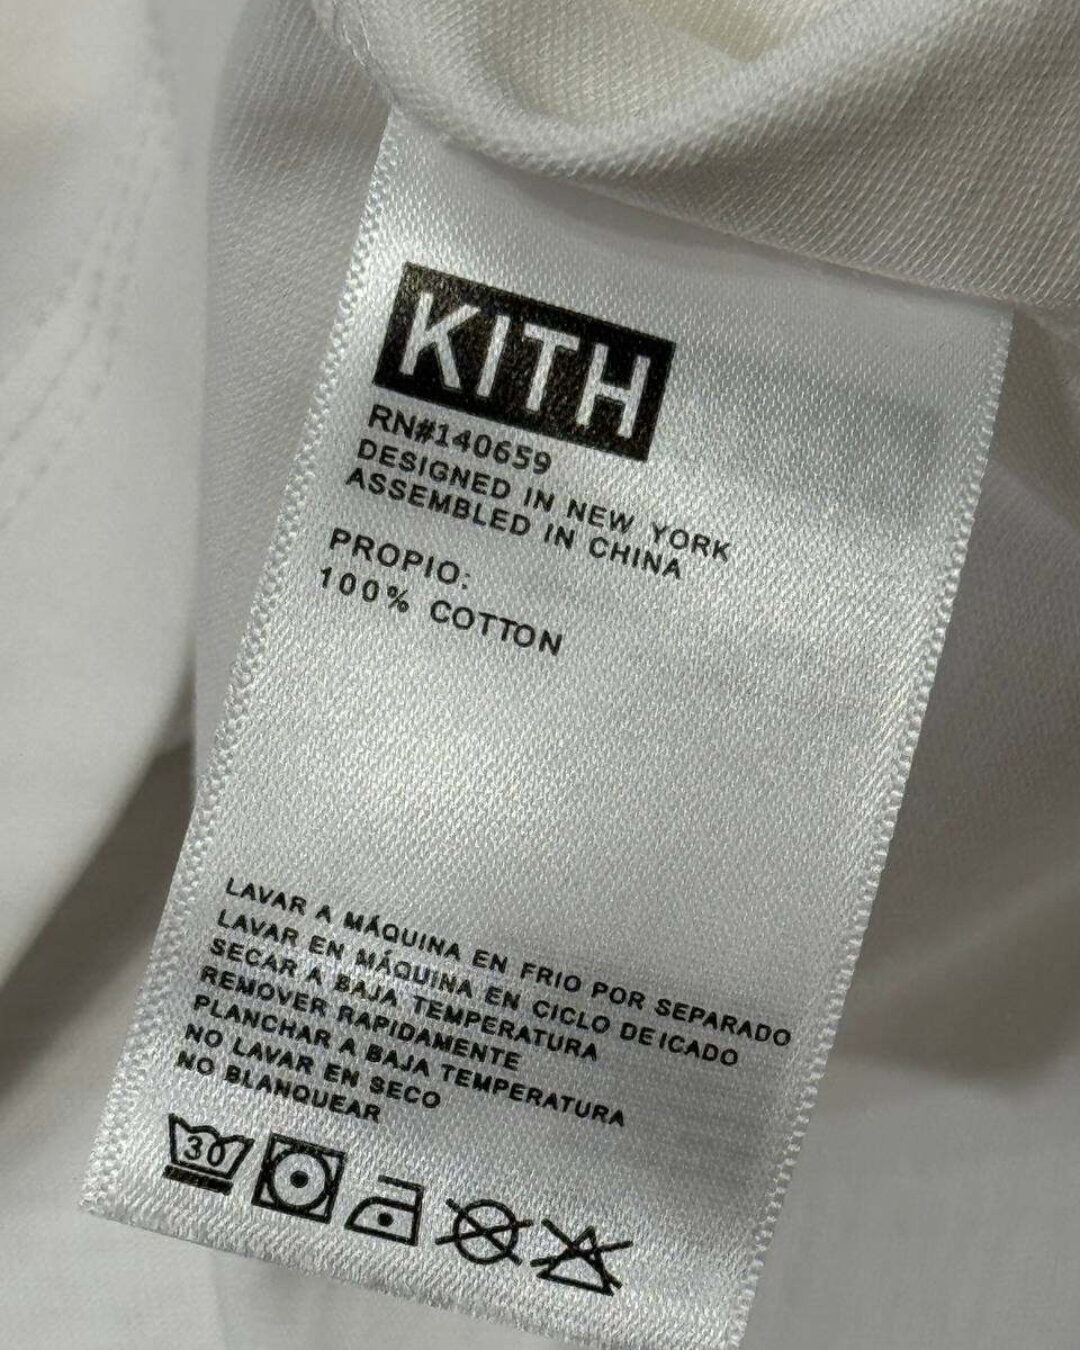 KITH
RN#140659
DESIGNED IN NEW YORK
ASSEMBLED IN CHINA
PROPIO:
100% COTTON
LAVAR A MÁQUINA EN FRIO POR SEPARADO
LAVAR EN MÁQUINA EN CICLO DEICADO
SECAR A BAJA TEMPERATURA
REMOVER RAPIDAMENTE
PLANCHAR A BAJA TEMPERATURA
NO LAVAR EN SECO
NO BLANQUEAR
30